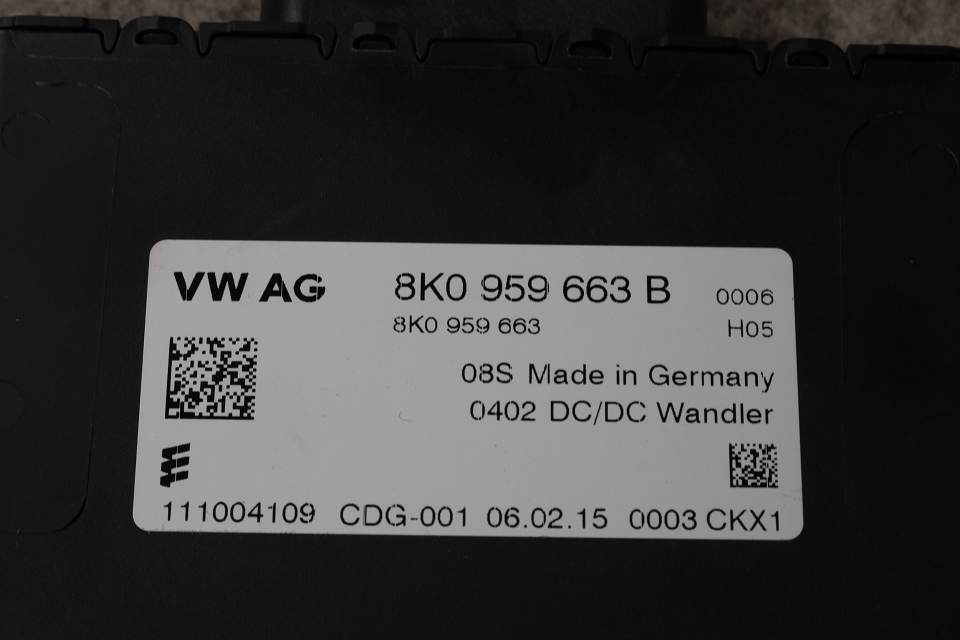 VW AG 8K0 959 663 B 0006
8K0 959 663 H05
08S Made in Germany
0402 DC/DC Wandler
111004109 CDG-001 06.02.15 0003 CKX1